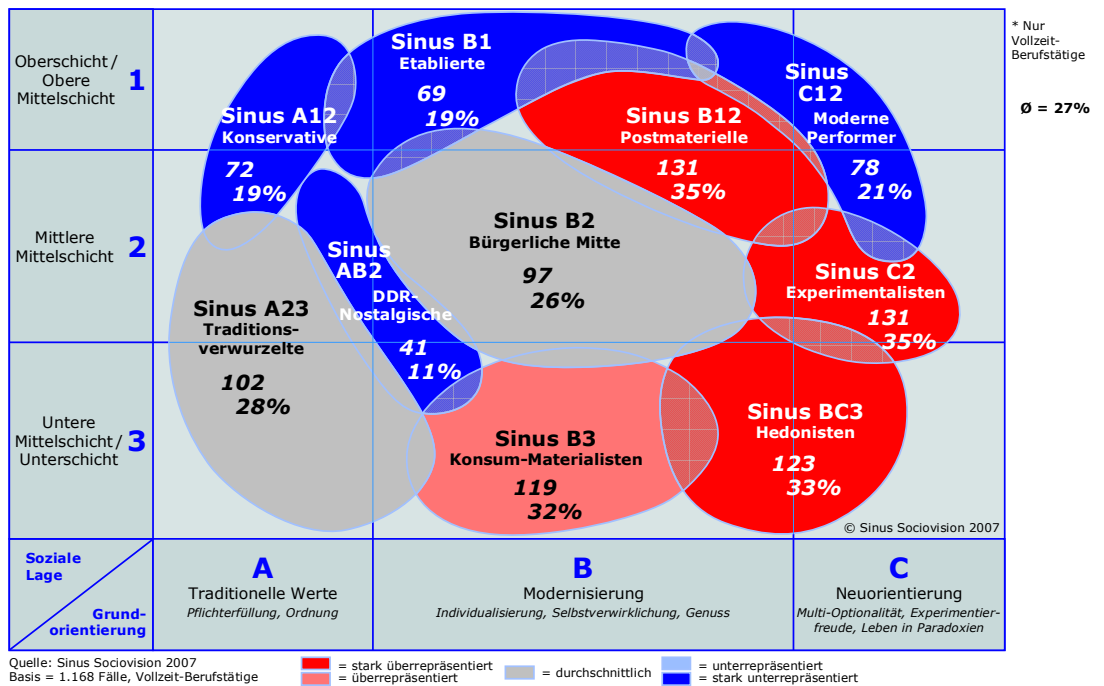 Oberschicht /
Obere
Mittelschicht
1
Mittlere
Mittelschicht
2
Untere
Mittelschicht /
Unterschicht
3
Sinus B1
Etablierte
69
19%
Sinus A12
Konservative
72
19%
Sinus B12
Postmaterielle
131
35%
Sinus
C12
Moderne
Performer
78
21%
Sinus B2
Bürgerliche Mitte
97
26%
Sinus
AB2
DDR-
Nostalgische
41
11%
Sinus C2
Experimentalisten
131
35%
Sinus A23
Traditions-
verwurzelte
102
28%
Sinus B3
Konsum-Materialisten
119
32%
Sinus BC3
Hedonisten
123
33%
© Sinus Sociovision 2007
* Nur
Vollzeit-
Berufstätige
Ø = 27%
Soziale
Lage
Grund-
orientierung
A
Traditionelle Werte
Pflichterfüllung, Ordnung
B
Modernisierung
Individualisierung, Selbstverwirklichung, Genuss
C
Neuorientierung
Multi-Optionalität, Experimentier-
freude, Leben in Paradoxien
Quelle: Sinus Sociovision 2007
Basis = 1.168 Fälle, Vollzeit-Berufstätige
= stark überrepräsentiert
= überrepräsentiert
= durchschnittlich
= unterrepräsentiert
= stark unterrepräsentiert